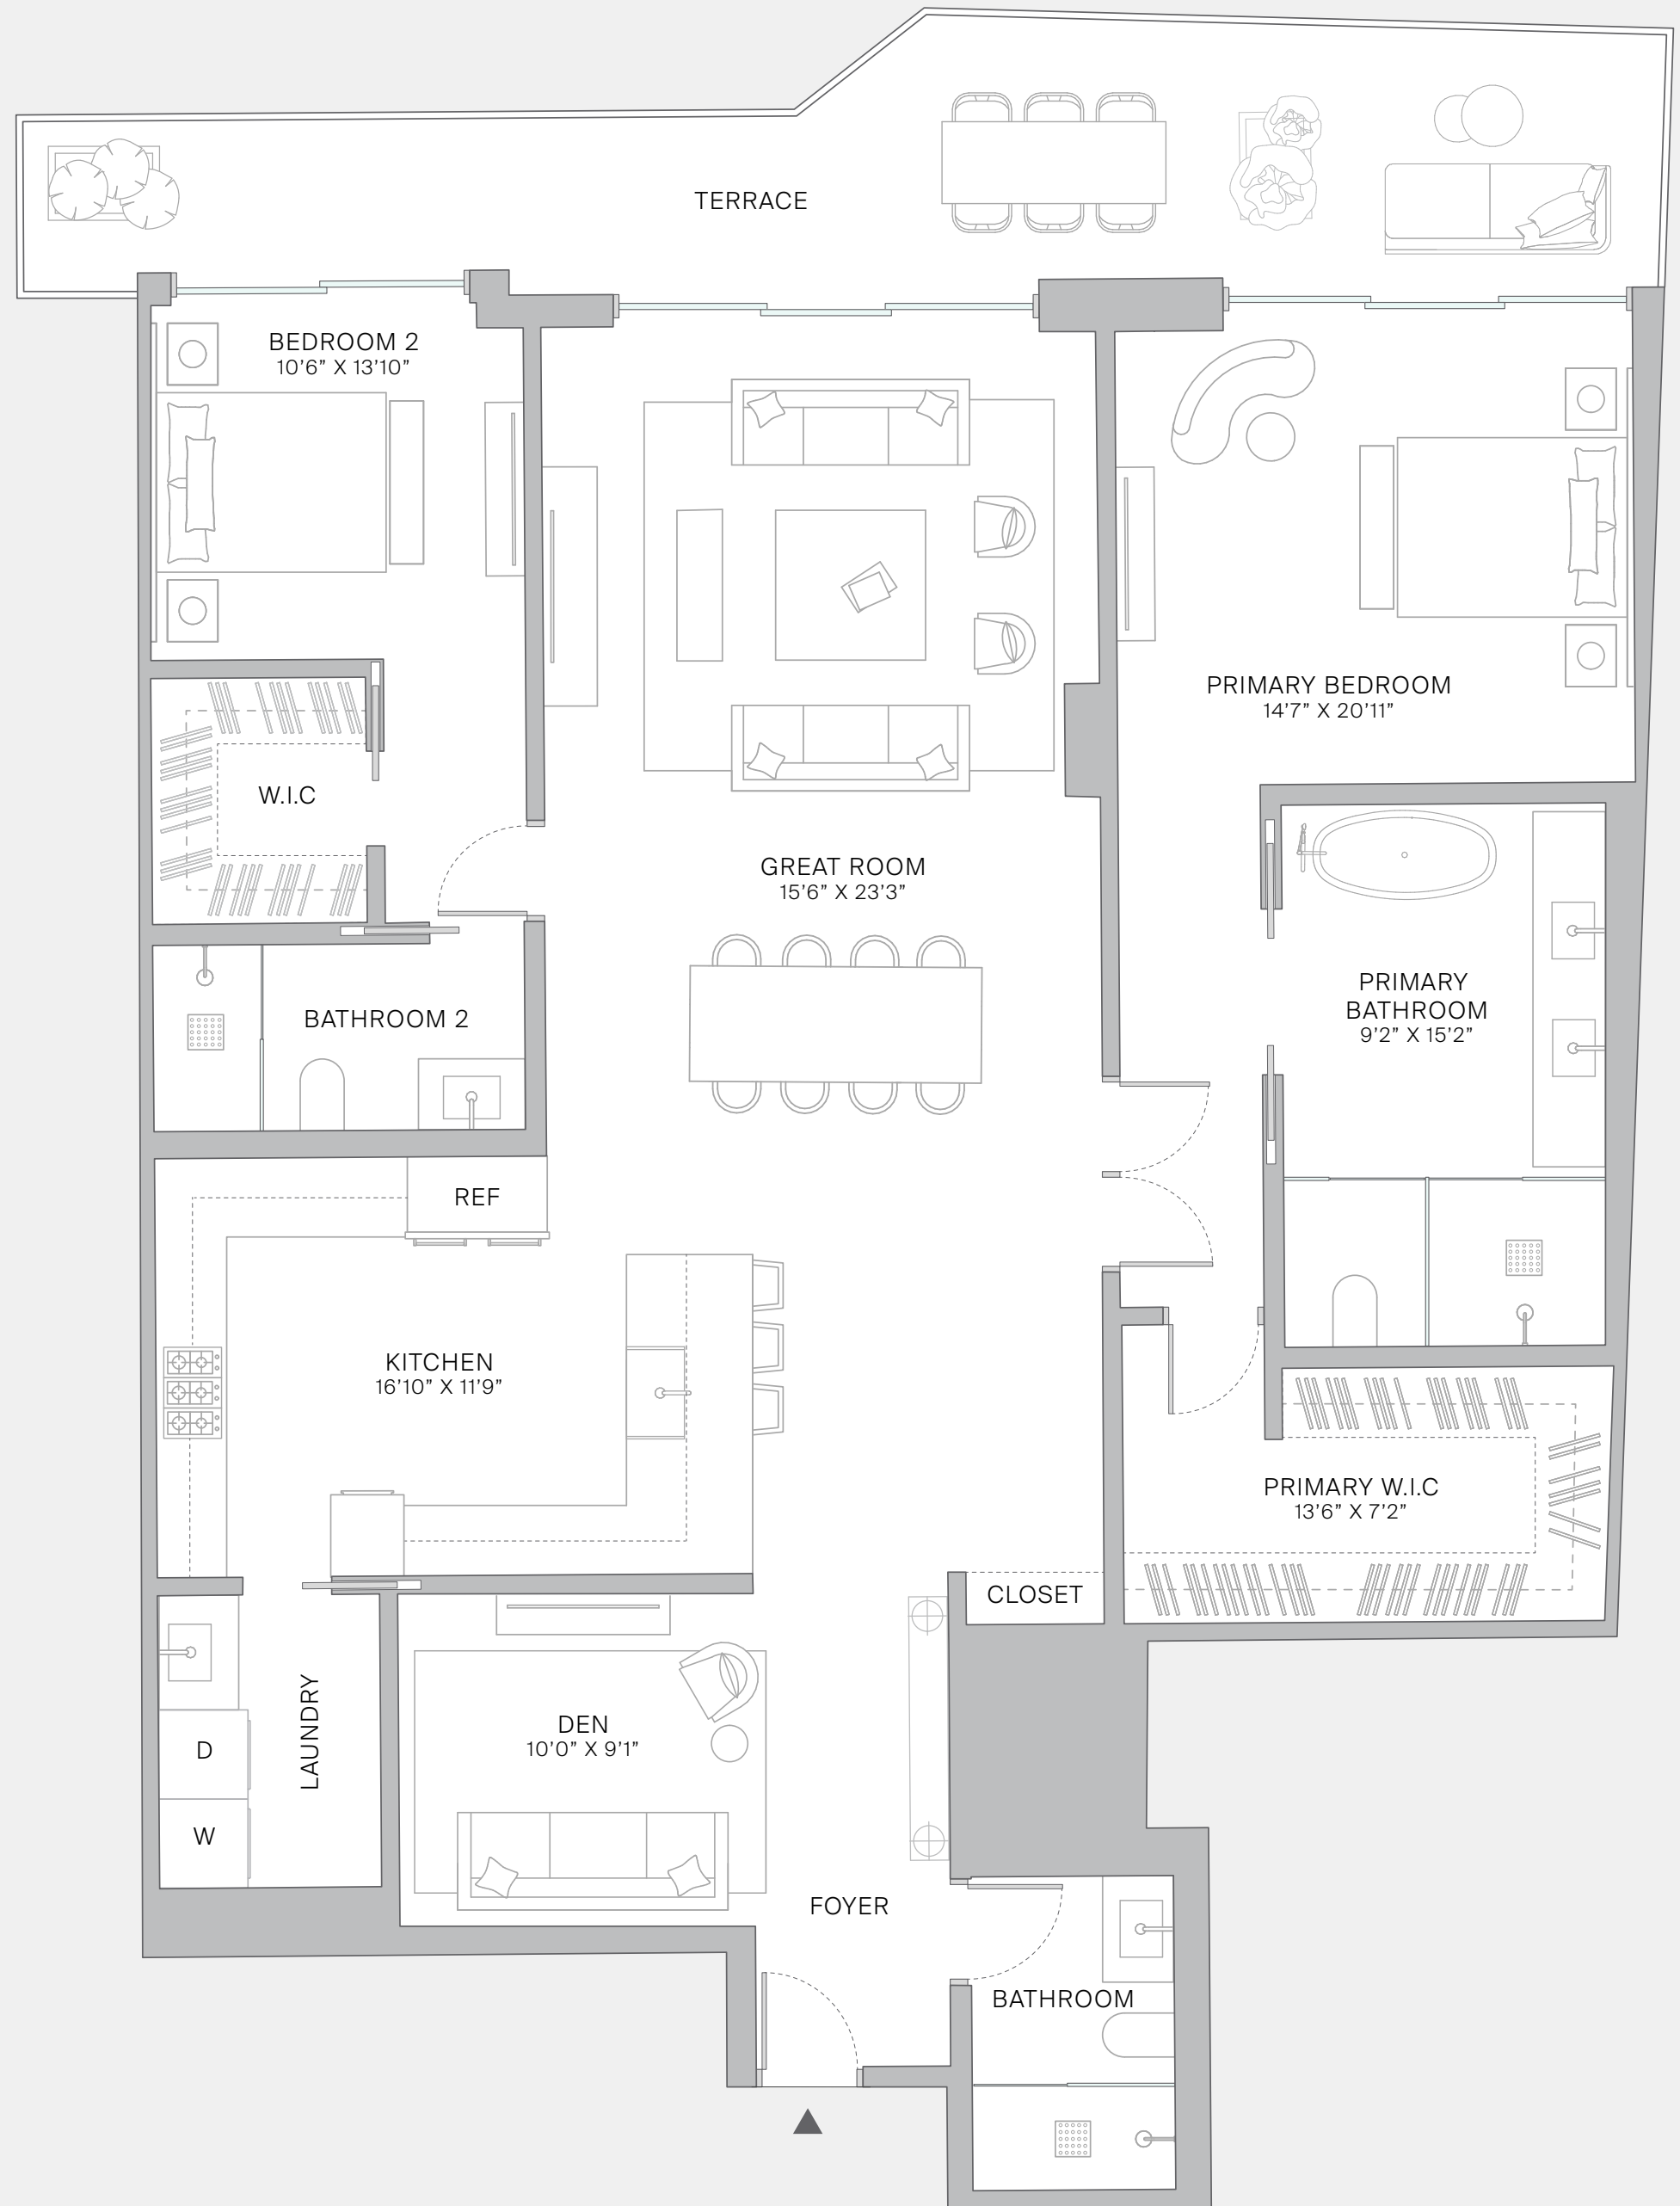 TERRACE
BEDROOM 2
10’6” X 13’10”
PRIMARY BEDROOM
14’7” X 20’11”
W.I.C
GREAT ROOM
15’6” X 23’3”
PRIMARY
BATHROOM
9’2” X 15’2”
BATHROOM 2
REF
KITCHEN
16’10” X 11’9”
PRIMARY W.I.C
13’6” X 7’2”
CLOSET
LAUNDRY
DEN
10’0” X 9’1”
D
W
FOYER
BATHROOM